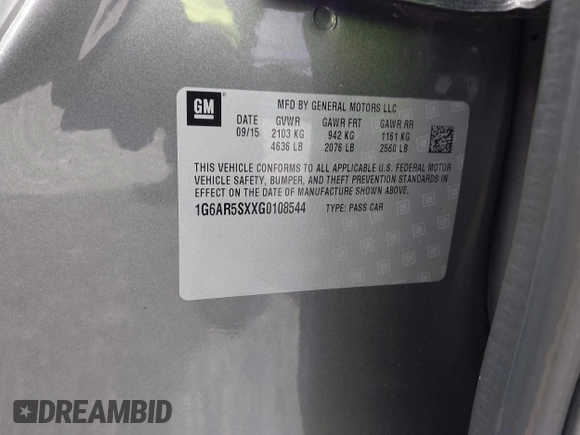 GM
MFD BY GENERAL MOTORS LLC
DATE GVWR GAWR FRT GAWR RR
09/15 2103 KG 942 KG 1161 KG
4636 LB 2076 LB 2560 LB
THIS VEHICLE CONFORMS TO ALL APPLICABLE U.S. FEDERAL MOTOR
VEHICLE SAFETY, BUMPER, AND THEFT PREVENTION STANDARDS IN
EFFECT ON THE DATE OF MANUFACTURE SHOWN ABOVE.
1G6AR5SXXG0108544 TYPE: PASS CAR
DREAMBID